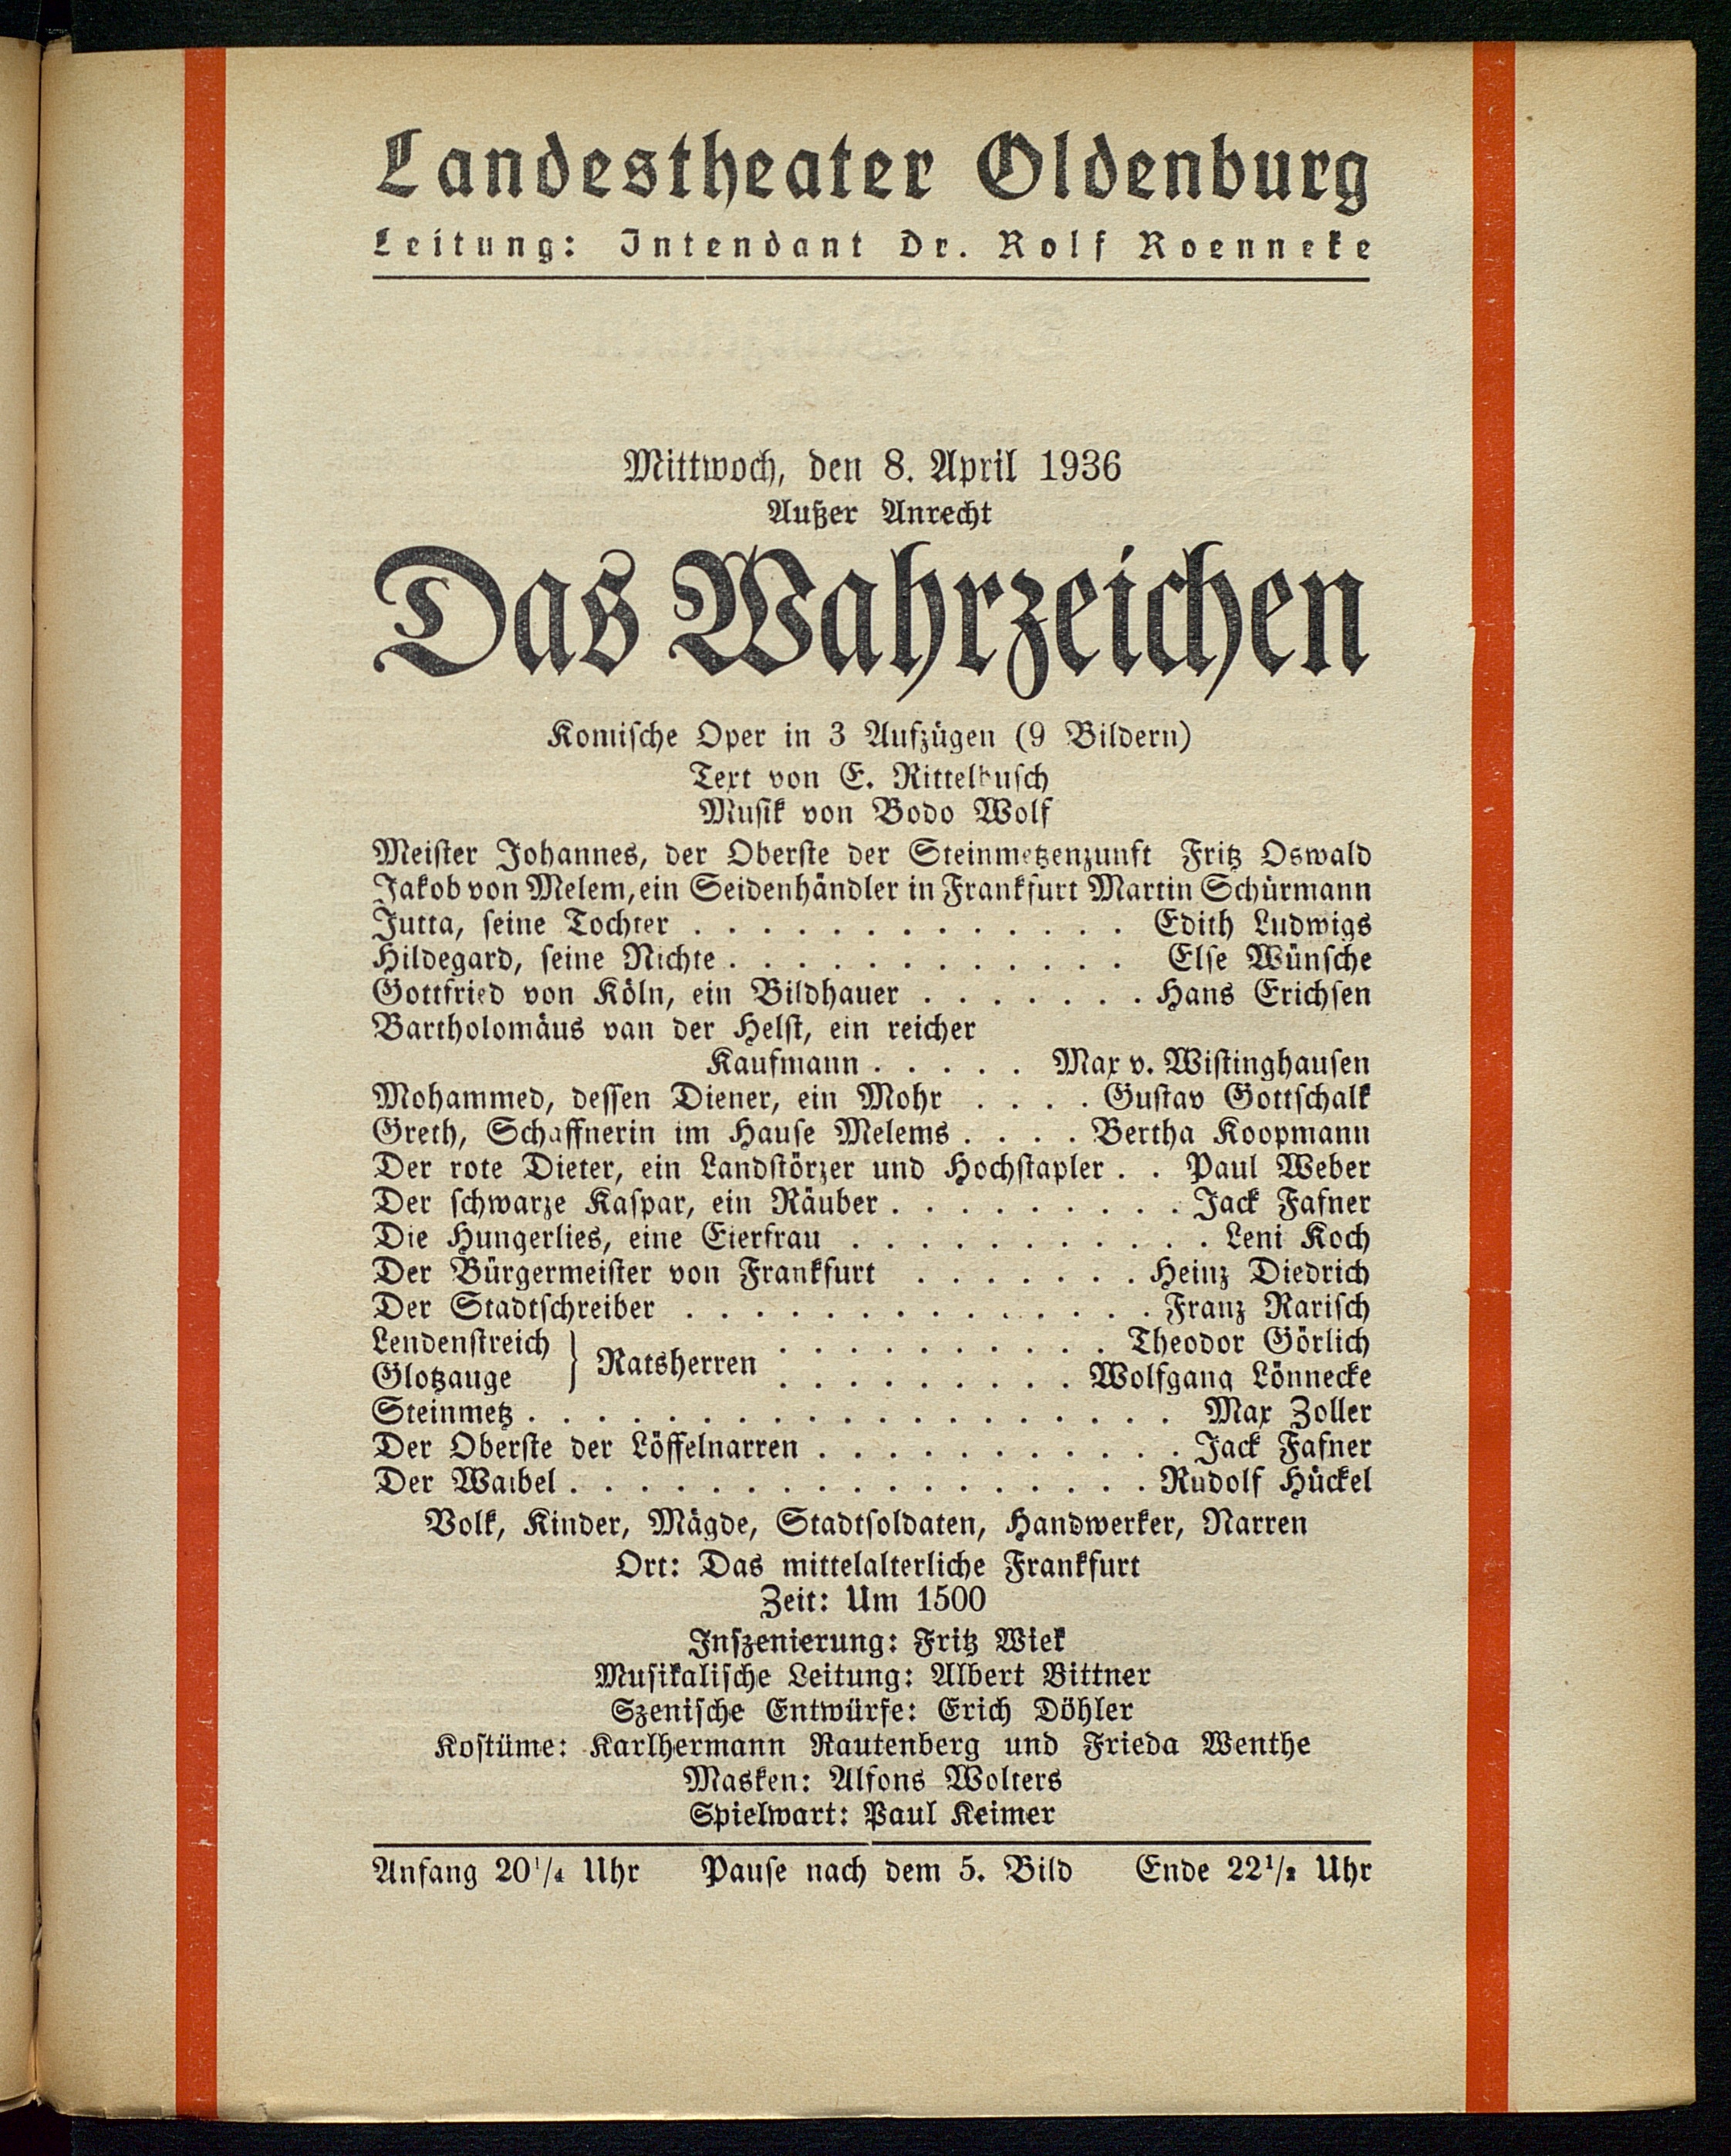 Landestheater Oldenburg
Leitung: Intendant Dr. Rolf Roenneke
Mittwoch, den 8. April 1936
Außer Anrecht
Das Wahrzeichen
Komische Oper in 3 Aufzügen (9 Bildern)
Text von E. Rittelbusch
Musik von Bodo Wolf
Meister Johannes, der Oberste der Steinmetzenzunft Fritz Oswald
Jakob von Melem, ein Seidenhändler in Frankfurt Martin Schürmann
Jutta, seine Tochter . . . . . . . . . . . . . Edith Ludwigs
Hildegard, seine Nichte . . . . . . . . . . . . Else Wünsche
Gottfried von Köln, ein Bildhauer . . . . . . . Hans Erichsen
Bartholomäus van der Helst, ein reicher
Kaufmann . . . . . Max v. Wistinghausen
Mohammed, dessen Diener, ein Mohr . . . . Gustav Gottschalk
Greth, Schaffnerin im Hause Melems . . . . Bertha Koopmann
Der rote Dieter, ein Landstörzer und Hochstapler . . Paul Weber
Der schwarze Kaspar, ein Räuber . . . . . . . . . Jack Fafner
Die Hungerlies, eine Eierfrau . . . . . . . . . . . Leni Koch
Der Bürgermeister von Frankfurt . . . . . . . Heinz Diedrich
Der Stadtschreiber . . . . . . . . . . . . . . Franz Rarisch
Lendenstreich } Ratsherren . . . . . . . . . . Theodor Görlich
Glotzauge . . . . . . . . . Wolfgang Lönnecke
Steinmetz . . . . . . . . . . . . . . . . . . . Max Zoller
Der Oberste der Löffelnarren . . . . . . . . . . . Jack Fafner
Der Waibel . . . . . . . . . . . . . . . . . Rudolf Hückel
Volk, Kinder, Mägde, Stadtsoldaten, Handwerker, Narren
Ort: Das mittelalterliche Frankfurt
Zeit: Um 1500
Inszenierung: Fritz Wiek
Musikalische Leitung: Albert Bittner
Szenische Entwürfe: Erich Döhler
Kostüme: Karlhermann Rautenberg und Frieda Wenthe
Masken: Alfons Wolters
Spielwart: Paul Keimer
Anfang 20¹/₄ Uhr Pause nach dem 5. Bild Ende 22¹/₂ Uhr